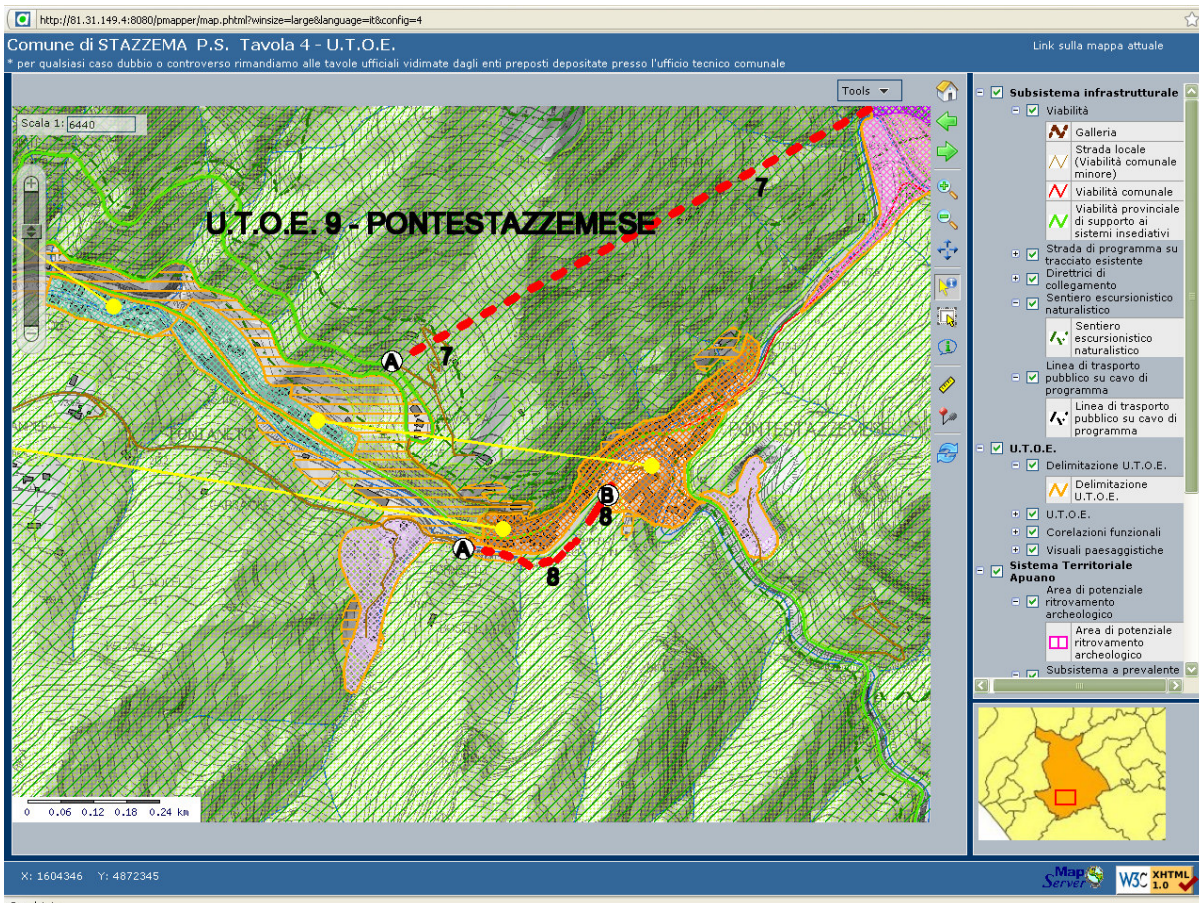 http://81.31.149.4:8080/pmapper/map.phtml?winsize=large&language=it&config=4
Comune di STAZZEMA P.S. Tavola 4 - U.T.O.E.
Link sulla mappa attuale
* per qualsiasi caso dubbio o controverso rimandiamo alle tavole ufficiali vidimate dagli enti preposti depositate presso l'ufficio tecnico comunale
Tools
Scala 1: 6440
7
U.T.O.E. 9 - PONTESTAZZEMESE
A
7
B
8
A
8
0 0.06 0.12 0.18 0.24 km
Subsistema infrastrutturale
Viabilità
Galleria
Strada locale
(Viabilità comunale
minore)
Viabilità comunale
Viabilità provinciale
di supporto ai
sistemi insediativi
Strada di programma su
tracciato esistente
Direttrici di
collegamento
Sentiero escursionistico
naturalistico
Sentiero
escursionistico
naturalistico
Linea di trasporto
pubblico su cavo di
programma
Linea di trasporto
pubblico su cavo di
programma
U.T.O.E.
Delimitazione U.T.O.E.
Delimitazione
U.T.O.E.
U.T.O.E.
Corelazioni funzionali
Visuali paesaggistiche
Sistema Territoriale
Apuano
Area di potenziale
ritrovamento
archeologico
Area di potenziale
ritrovamento
archeologico
Subsistema a prevalente
X: 1604346 Y: 4872345
Map
Server
W3C XHTML
1.0